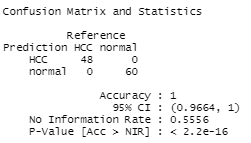 Confusion Matrix and Statistics
Reference
Prediction HCC normal
HCC 48 0
normal 0 60
Accuracy : 1
95% CI : (0.9664, 1)
No Information Rate : 0.5556
P-Value [Acc > NIR] : < 2.2e-16